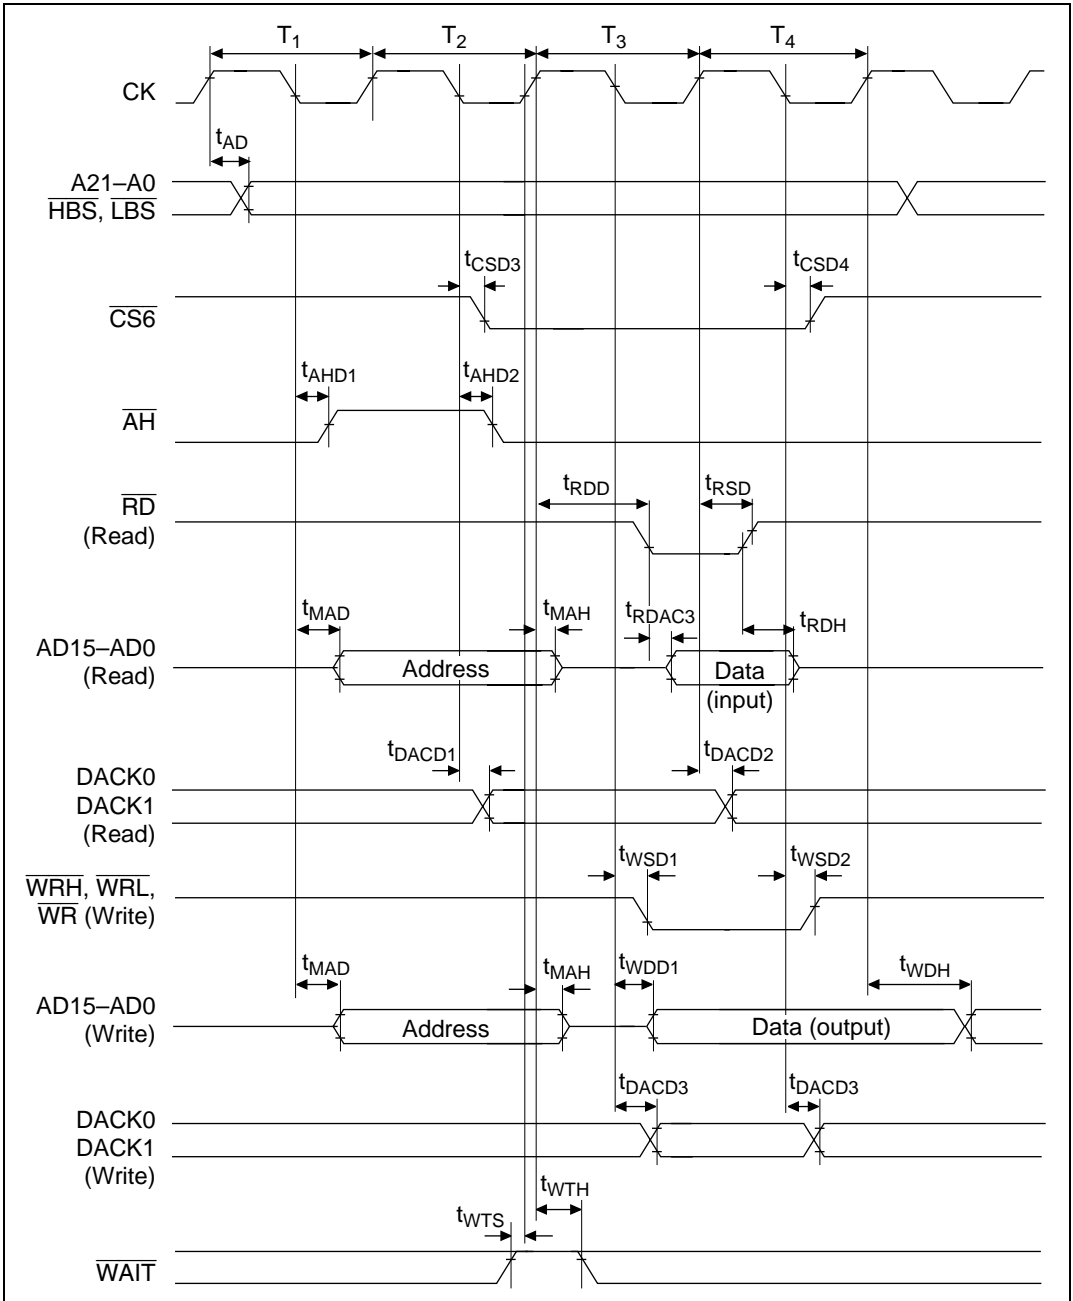 T1 T2 T3 T4
CK
tAD
A21–A0
HBS, LBS
tCSD3 tCSD4
CS6
tAHD1 tAHD2
AH
tRDD tRSD
RD
(Read)
tMAD tMAH tRDAC3 tRDH
AD15–AD0
(Read)
Address Data
(input)
tDACD1 tDACD2
DACK0
DACK1
(Read)
tWSD1 tWSD2
WRH, WRL,
WR (Write)
tMAD tMAH tWDD1 tWDH
AD15–AD0
(Write)
Address Data (output)
tDACD3 tDACD3
DACK0
DACK1
(Write)
tWTH
tWTS
WAIT